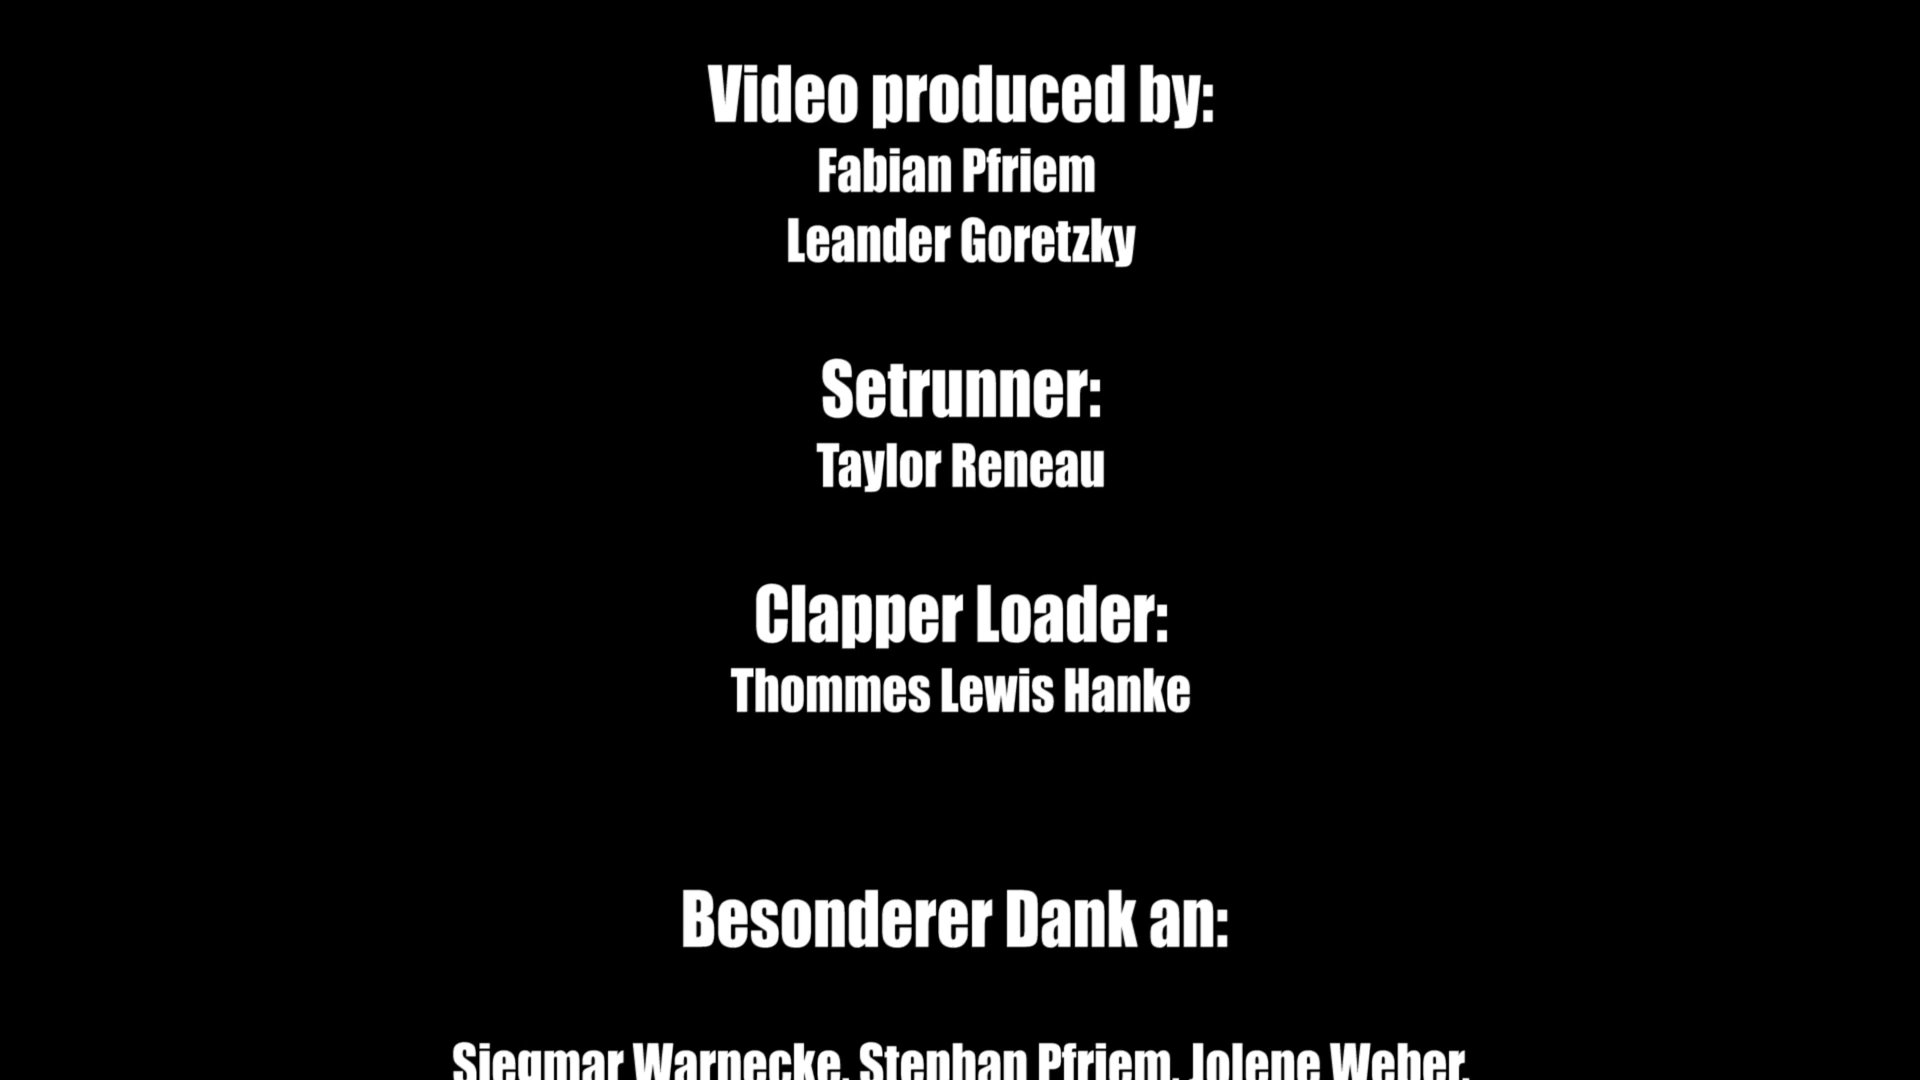 Video produced by:
Fabian Pfriem
Leander Goretzky
Setrunner:
Taylor Reneau
Clapper Loader:
Thommes Lewis Hanke
Besonderer Dank an:
Siegmar Warnecke, Stephan Pfriem, Jolene Weber,